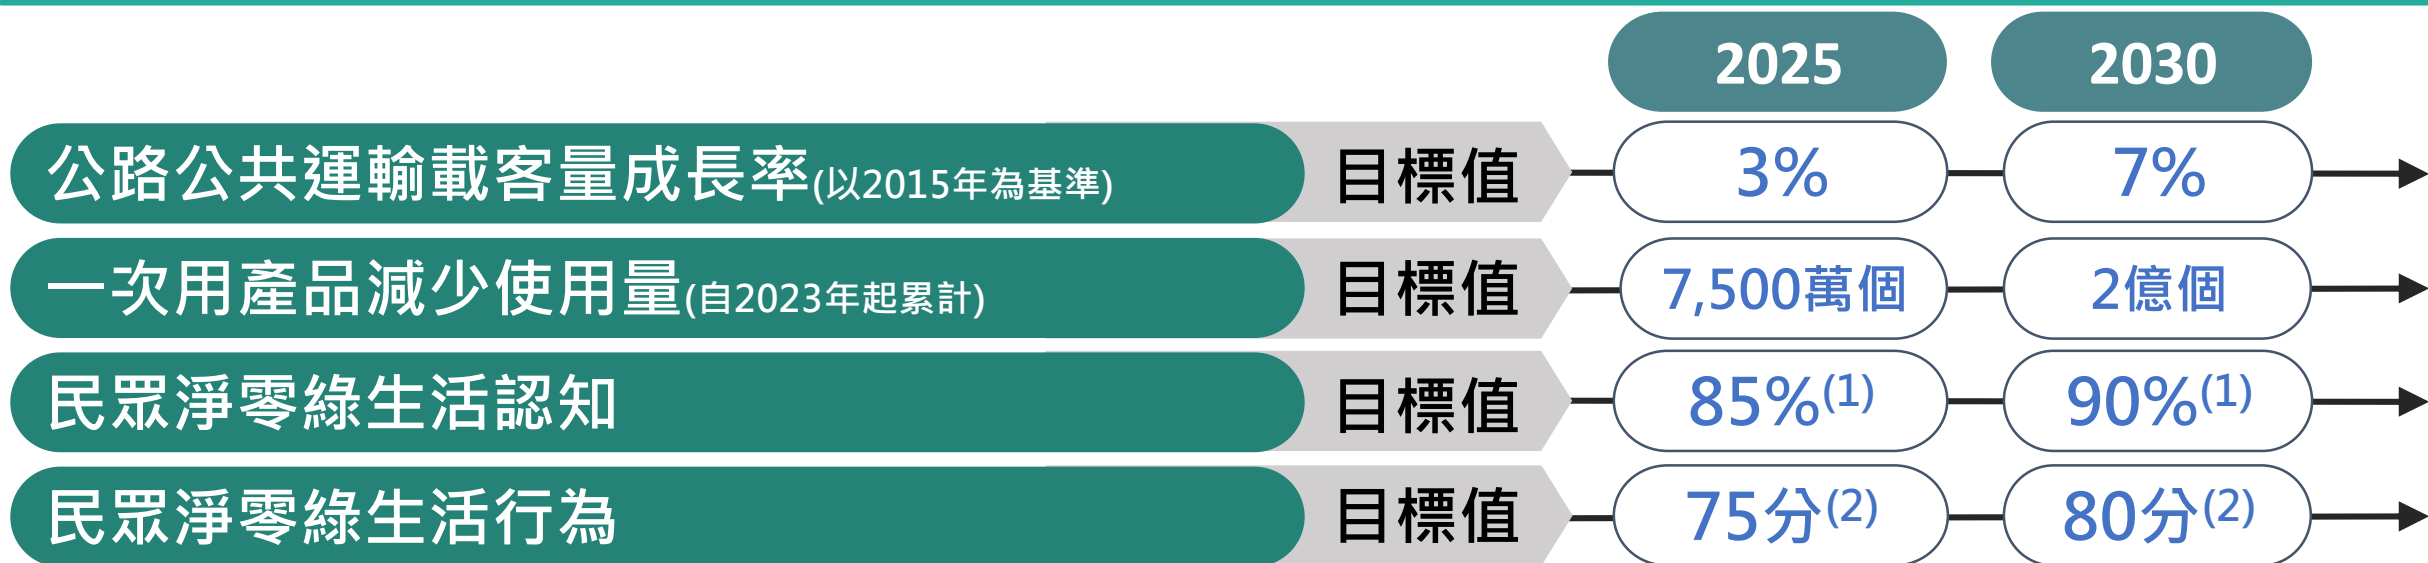 2025 2030
公路公共運輸載客量成長率(以2015年為基準) 目標值 3% 7%
一次用產品減少使用量(自2023年起累計) 目標值 7,500萬個 2億個
民眾淨零綠生活認知 目標值 85%(1) 90%(1)
民眾淨零綠生活行為 目標值 75分(2) 80分(2)